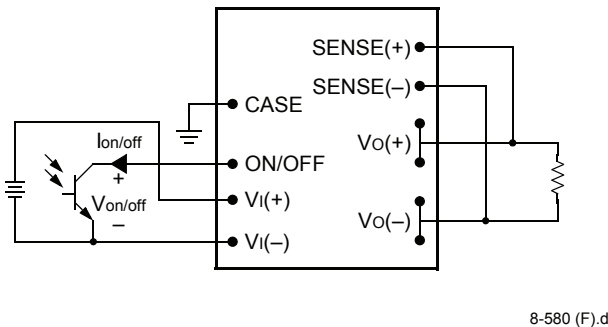 SENSE(+)
SENSE(–)
CASE
VO(+)
Ion/off
ON/OFF
+
VI(+)
Von/off
–
VO(–)
VI(–)
8-580 (F).d